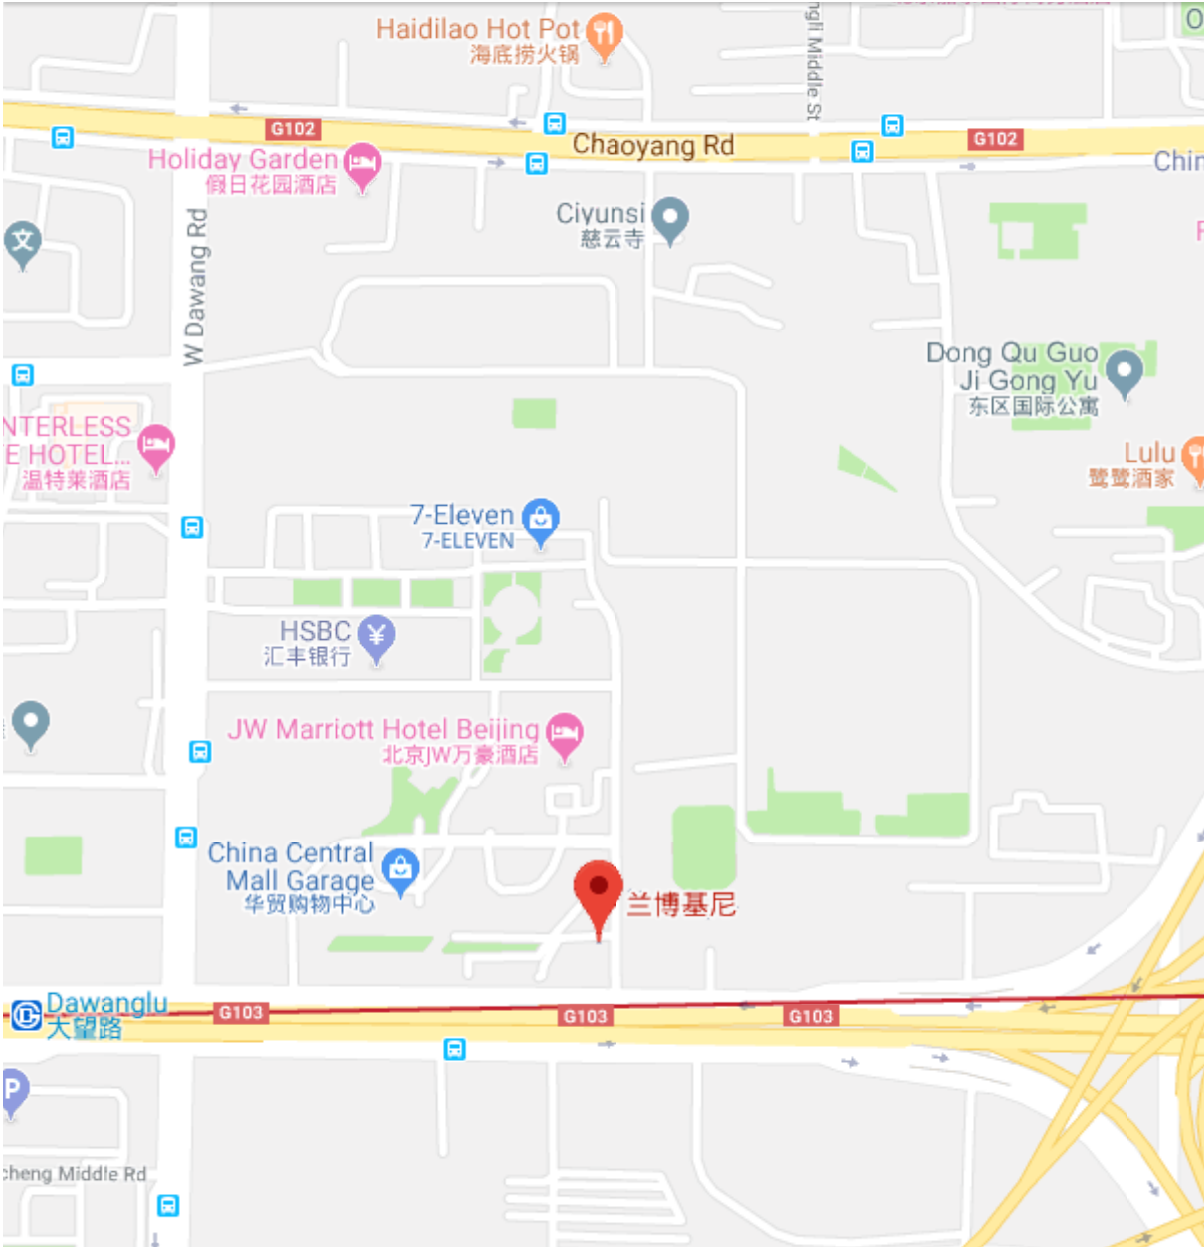 Haidilao Hot Pot
海底捞火锅
ngli Middle St
G102
Chaoyang Rd
G102
Holiday Garden
假日花园酒店
Chin
Ciyunsi
慈云寺
文
W Dawang Rd
Dong Qu Guo
Ji Gong Yu
东区国际公寓
NTERLESS
E HOTEL...
温特莱酒店
Lulu
鹭鹭酒家
7-Eleven
7-ELEVEN
HSBC
汇丰银行
¥
JW Marriott Hotel Beijing
北京JW万豪酒店
China Central
Mall Garage
华贸购物中心
兰博基尼
Dawanglu
大望路
G103
G103
G103
P
cheng Middle Rd